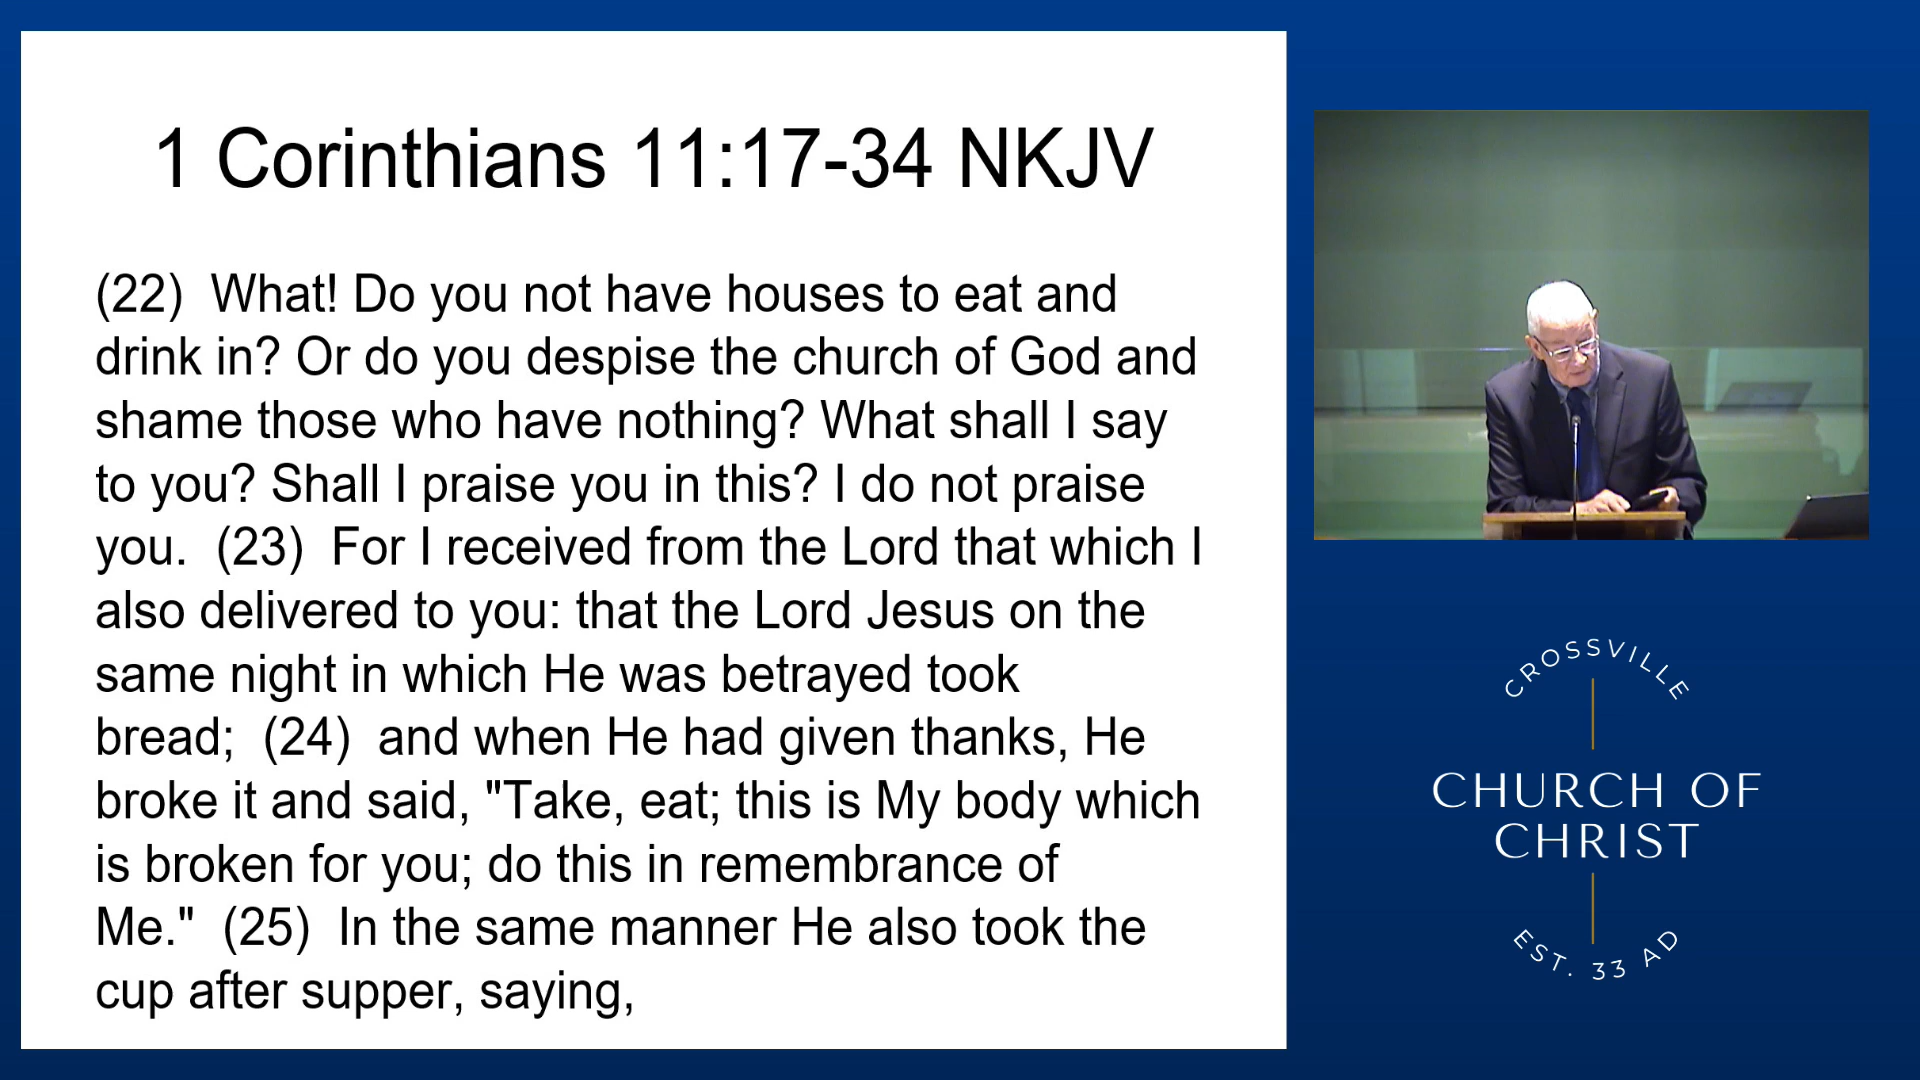 1 Corinthians 11:17-34 NKJV
(22)  What! Do you not have houses to eat and
drink in? Or do you despise the church of God and
shame those who have nothing? What shall I say
to you? Shall I praise you in this? I do not praise
you.  (23)  For I received from the Lord that which I
also delivered to you: that the Lord Jesus on the
same night in which He was betrayed took
bread;  (24)  and when He had given thanks, He
broke it and said, "Take, eat; this is My body which
is broken for you; do this in remembrance of
Me."  (25)  In the same manner He also took the
cup after supper, saying,
CROSSVILLE
CHURCH OF
CHRIST
EST. 33 AD